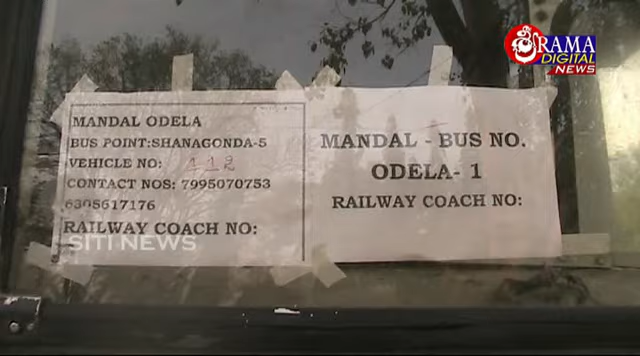 శ్రీRAMA
DIGITAL
NEWS
MANDAL ODELA
BUS POINT:SHANAGONDA-5
VEHICLE NO: 112
CONTACT NOS: 7995070753
6305617176
RAILWAY COACH NO:
SITI NEWS
MANDAL - BUS NO.
ODELA- 1
RAILWAY COACH NO: